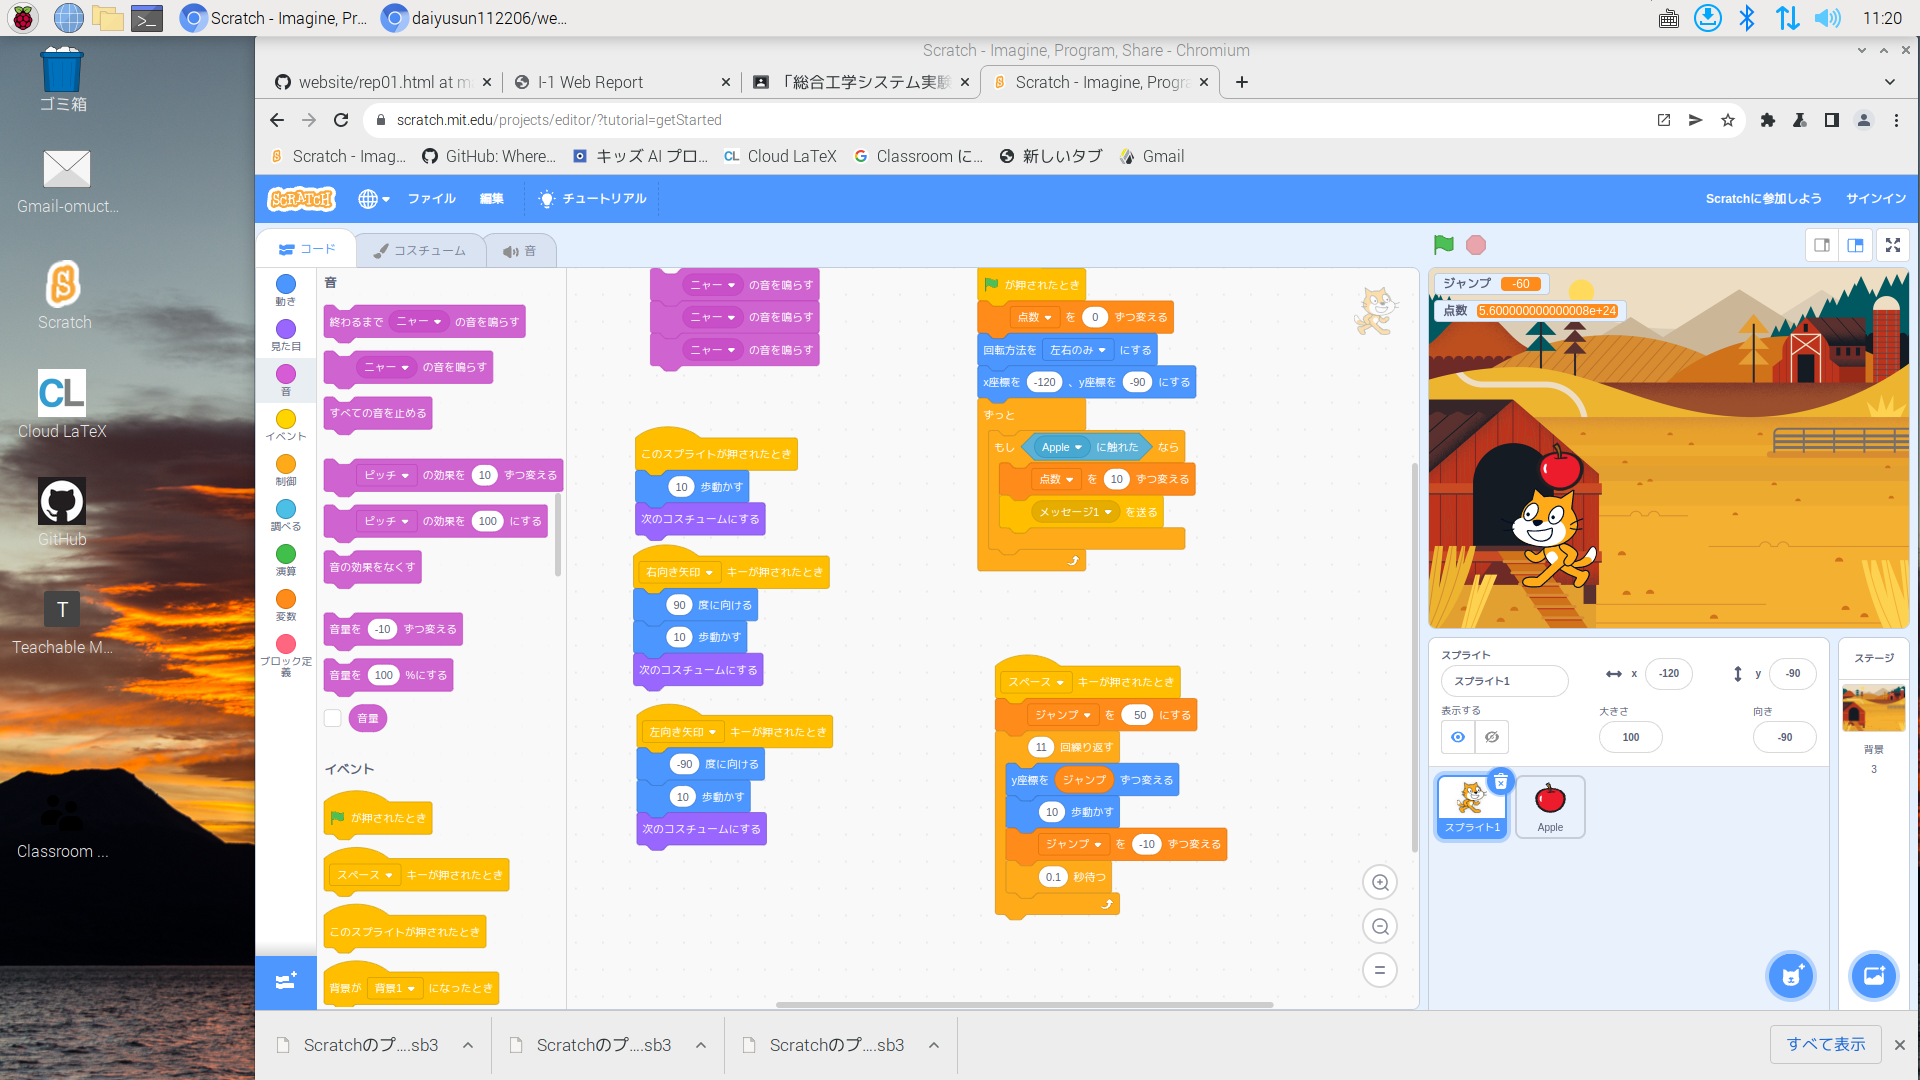 Scratch - Imagine, Pr...
daiyusun112206/we...
11:20
ゴミ箱
Gmail-omuct...
Scratch
CL
Cloud LaTeX
GitHub
T
Teachable M...
Classroom ...
Scratch - Imagine, Program, Share - Chromium
website/rep01.html at m
I-1 Web Report
「総合工学システム実験
Scratch - Imagine, Progra
scratch.mit.edu/projects/editor/?tutorial=getStarted
Scratch - Imag...
GitHub: Where...
キッズ AI プロ...
CL Cloud LaTeX
Classroom に...
新しいタブ
Gmail
SCRATCH
ファイル
編集
チュートリアル
Scratchに参加しよう
サインイン
コード
コスチューム
音
動き
見た目
音
イベント
制御
調べる
演算
変数
ブロック定義
音
終わるまで ニャー の音を鳴らす
ニャー の音を鳴らす
すべての音を止める
ピッチ の効果を 10 ずつ変える
ピッチ の効果を 100 にする
音の効果をなくす
音量を -10 ずつ変える
音量を 100 %にする
音量
イベント
が押されたとき
スペース キーが押されたとき
このスプライトが押されたとき
背景が 背景1 になったとき
ニャー の音を鳴らす
ニャー の音を鳴らす
ニャー の音を鳴らす
このスプライトが押されたとき
10 歩動かす
次のコスチュームにする
右向き矢印 キーが押されたとき
90 度に向ける
10 歩動かす
次のコスチュームにする
左向き矢印 キーが押されたとき
-90 度に向ける
10 歩動かす
次のコスチュームにする
が押されたとき
点数 を 0 ずつ変える
回転方法を 左右のみ にする
x座標を -120 、y座標を -90 にする
ずっと
もし Apple に触れた なら
点数 を 10 ずつ変える
メッセージ1 を送る
スペース キーが押されたとき
ジャンプ を 50 にする
11 回繰り返す
y座標を ジャンプ ずつ変える
10 歩動かす
ジャンプ を -10 ずつ変える
0.1 秒待つ
ジャンプ -60
点数 5.600000000000008e+24
スプライト
スプライト1
x -120
y -90
表示する
大きさ
100
向き
-90
スプライト1
Apple
ステージ
背景
3
Scratchのプ....sb3
Scratchのプ....sb3
Scratchのプ....sb3
すべて表示